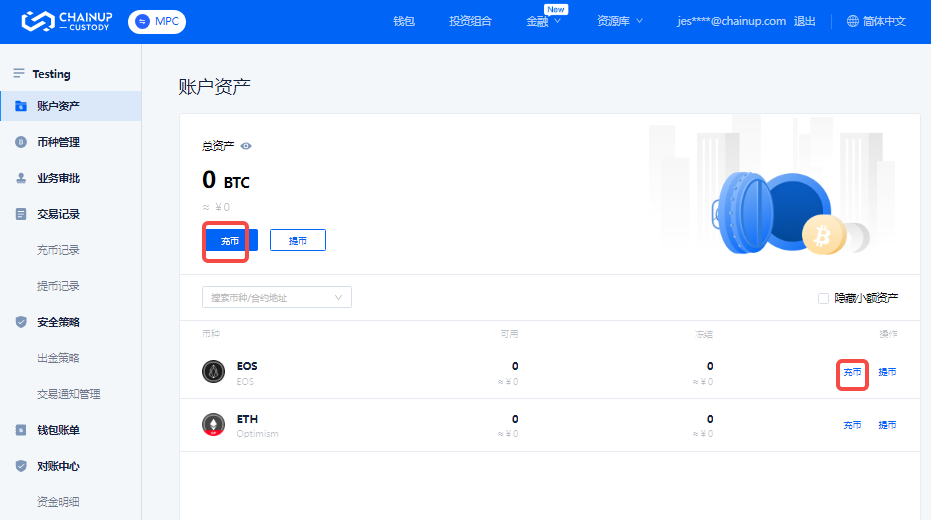 CHAINUP
CUSTODY
MPC
钱包
投资组合
金融
New
资源库
jes****@chainup.com
退出
简体中文
Testing
账户资产
币种管理
业务审批
交易记录
充币记录
提币记录
安全策略
出金策略
交易通知管理
钱包账单
对账中心
资金明细
账户资产
总资产
0 BTC
≈ ￥0
充币
提币
搜索币种/合约地址
隐藏小额资产
币种
可用
冻结
操作
EOS
EOS
0
≈ ￥0
0
≈ ￥0
充币
提币
ETH
Optimism
0
≈ ￥0
0
≈ ￥0
充币
提币